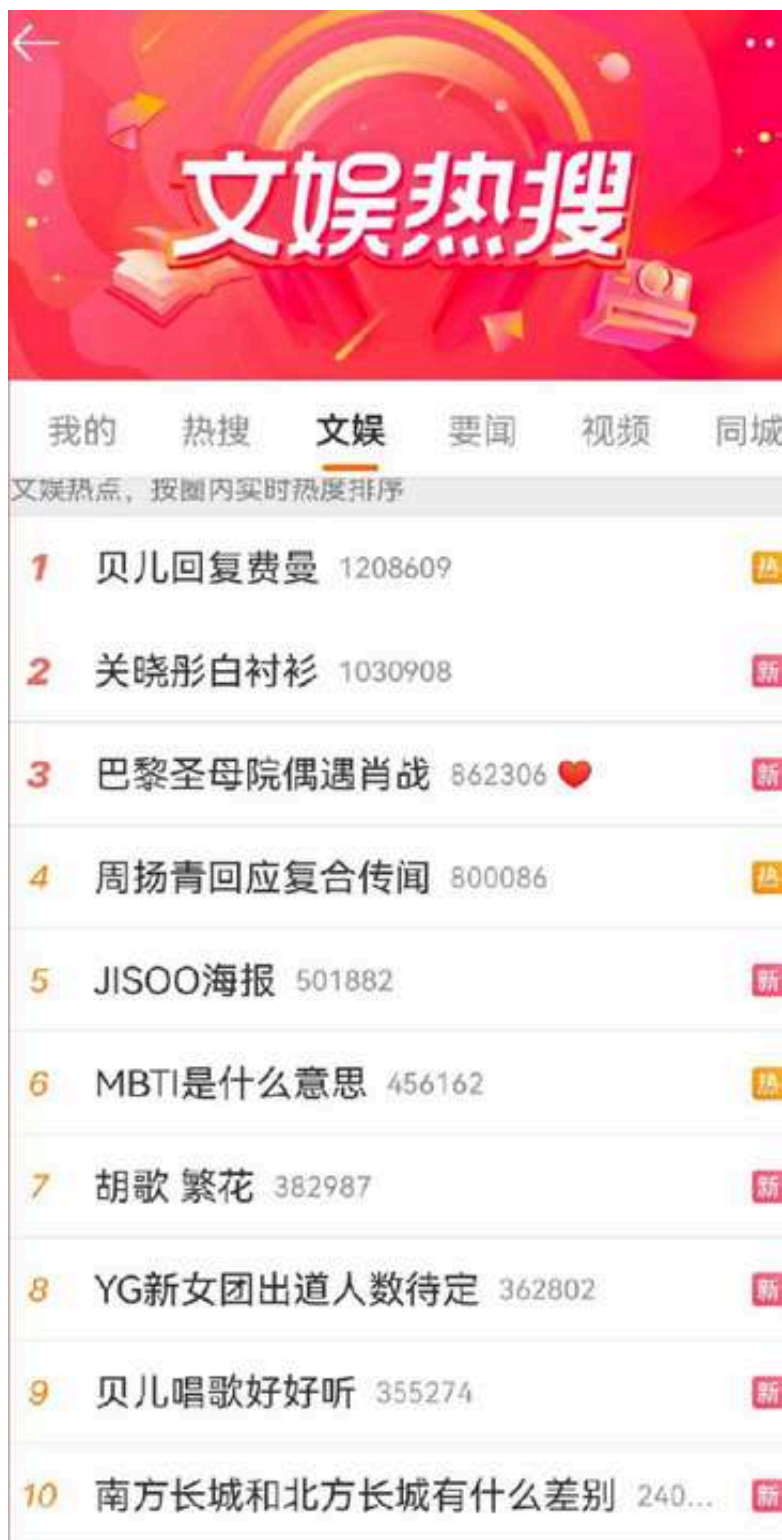 文娱热搜
我的 热搜 文娱 要闻 视频 同城
文娱热点，按圈内实时热度排序
1 贝儿回复费曼 1208609 热
2 关晓彤白衬衫 1030908 新
3 巴黎圣母院偶遇肖战 862306 新
4 周扬青回应复合传闻 800086 热
5 JISOO海报 501882 新
6 MBTI是什么意思 456162 热
7 胡歌 繁花 382987 新
8 YG新女团出道人数待定 362802 新
9 贝儿唱歌好好听 355274 新
10 南方长城和北方长城有什么差别 240... 新